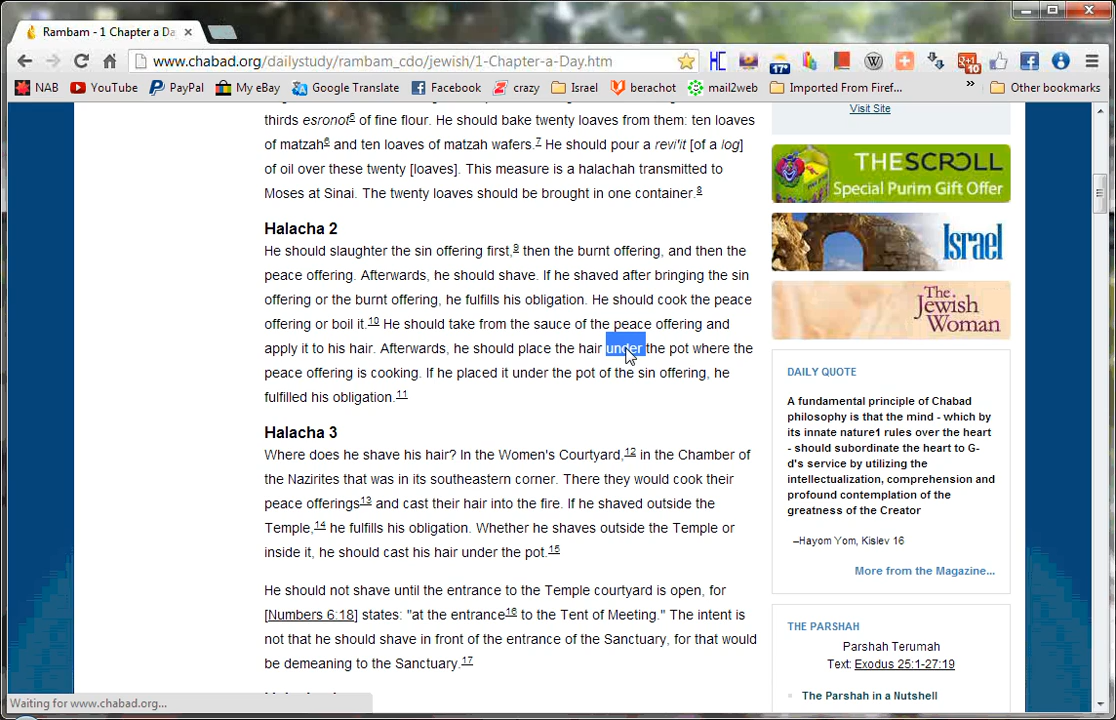 Rambam - 1 Chapter a Da
www.chabad.org/dailystudy/rambam_cdo/jewish/1-Chapter-a-Day.htm
NAB YouTube PayPal My eBay Google Translate Facebook crazy Israel berachot mail2web Imported From Firef... » Other bookmarks
thirds esronot5 of fine flour. He should bake twenty loaves from them: ten loaves
of matzah6 and ten loaves of matzah wafers.7 He should pour a revi'it [of a log]
of oil over these twenty [loaves]. This measure is a halachah transmitted to
Moses at Sinai. The twenty loaves should be brought in one container.8
Halacha 2
He should slaughter the sin offering first,9 then the burnt offering, and then the
peace offering. Afterwards, he should shave. If he shaved after bringing the sin
offering or the burnt offering, he fulfills his obligation. He should cook the peace
offering or boil it.10 He should take from the sauce of the peace offering and
apply it to his hair. Afterwards, he should place the hair under the pot where the
peace offering is cooking. If he placed it under the pot of the sin offering, he
fulfilled his obligation.11
Halacha 3
Where does he shave his hair? In the Women's Courtyard,12 in the Chamber of
the Nazirites that was in its southeastern corner. There they would cook their
peace offerings13 and cast their hair into the fire. If he shaved outside the
Temple,14 he fulfills his obligation. Whether he shaves outside the Temple or
inside it, he should cast his hair under the pot.15
He should not shave until the entrance to the Temple courtyard is open, for
[Numbers 6:18] states: "at the entrance16 to the Tent of Meeting." The intent is
not that he should shave in front of the entrance of the Sanctuary, for that would
be demeaning to the Sanctuary.17
Visit Site
THESCROLL
Special Purim Gift Offer
Israel
The
Jewish
Woman
DAILY QUOTE
A fundamental principle of Chabad
philosophy is that the mind - which by
its innate nature1 rules over the heart
- should subordinate the heart to G-
d's service by utilizing the
intellectualization, comprehension and
profound contemplation of the
greatness of the Creator
–Hayom Yom, Kislev 16
More from the Magazine...
THE PARSHAH
Parshah Terumah
Text: Exodus 25:1-27:19
The Parshah in a Nutshell
Waiting for www.chabad.org...